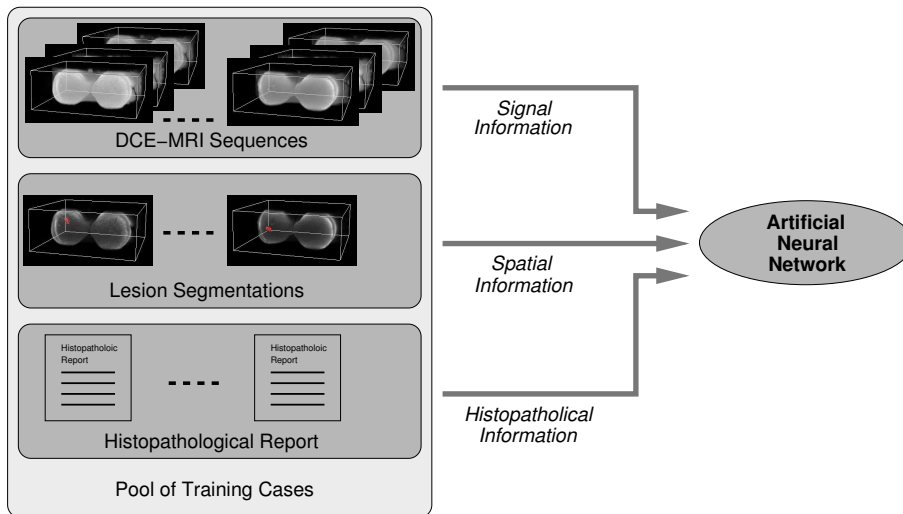 DCE–MRI Sequences
Signal
Information
Lesion Segmentations
Spatial
Information
Artificial
Neural
Network
Histopatholoic
Report
Histopatholoic
Report
Histopathological Report
Histopatholical
Information
Pool of Training Cases